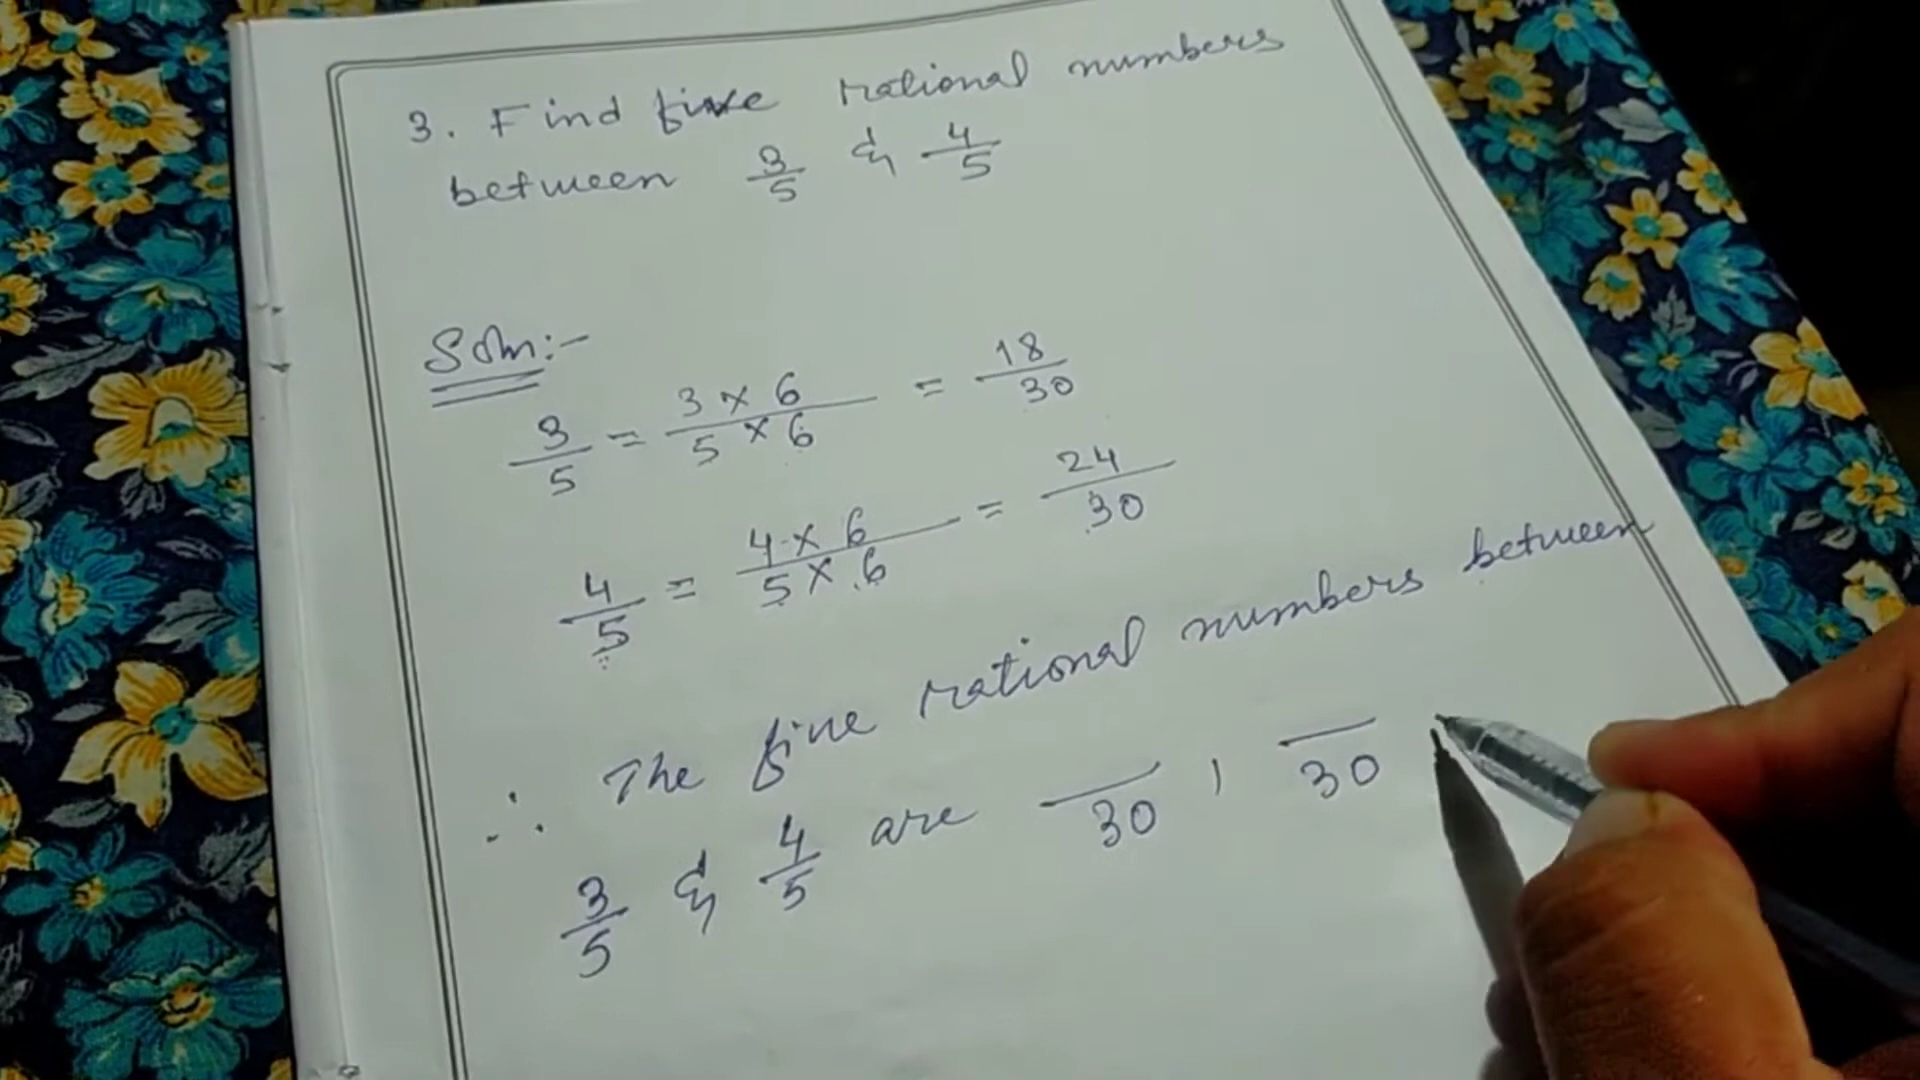 3. Find five rational numbers
between 3/5 & 4/5
Soln:-
3/5 = 3 × 6 / 5 × 6 = 18/30
4/5 = 4 × 6 / 5 × 6 = 24/30
∴ The five rational numbers between
3/5 & 4/5 are /30 , /30